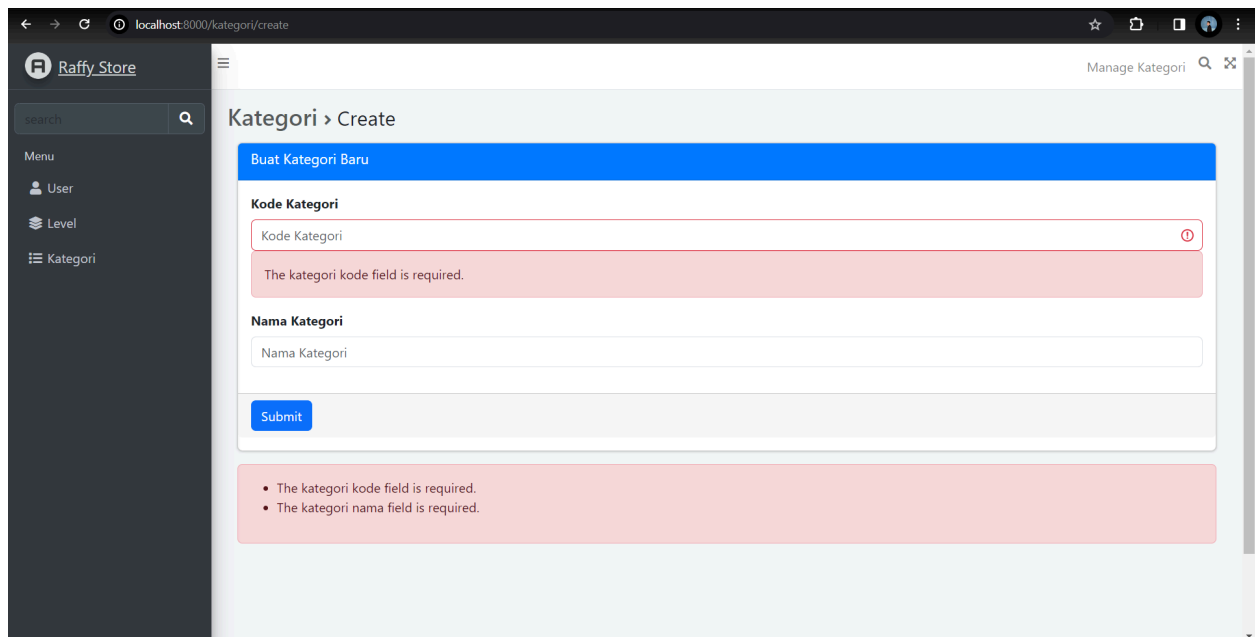 localhost:8000/kategori/create
Raffy Store
Manage Kategori
search
Kategori › Create
Menu
User
Level
Kategori
Buat Kategori Baru
Kode Kategori
Kode Kategori
The kategori kode field is required.
Nama Kategori
Nama Kategori
Submit
• The kategori kode field is required.
• The kategori nama field is required.